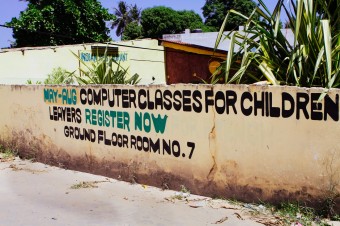 MAY-AUG COMPUTER CLASSES FOR CHILDREN
LEAVERS REGISTER NOW
GROUND FLOOR ROOM NO. 7